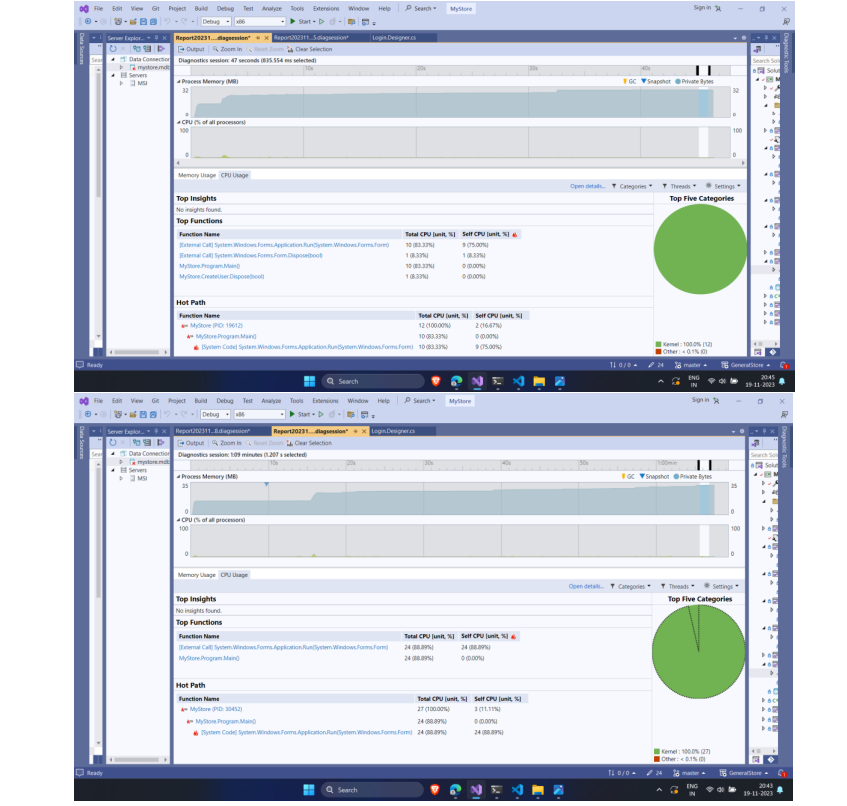 File Edit View Git Project Build Debug Test Analyze Tools Extensions Window Help Search MyStore Sign in
Debug x86 Start
Data Sources Server Explor... Report20231....diagsession* Report202311...5.diagsession* Login.Designer.cs Diagnostic Tools
Output Zoom In Reset Zoom Clear Selection
Data Connection Diagnostics session: 47 seconds (835.554 ms selected) Search Sol
mystore.mdb 10s 20s 30s 40s
Servers Process Memory (MB) GC Snapshot Private Bytes
MSI 32 32
0 0
CPU (% of all processors)
100 100
0 0
Memory Usage CPU Usage
Open details... Categories Threads Settings
Top Insights Top Five Categories
No insights found.
Top Functions
Function Name Total CPU [unit, %] Self CPU [unit, %]
[External Call] System.Windows.Forms.Application.Run(System.Windows.Forms.Form) 10 (83.33%) 9 (75.00%)
[External Call] System.Windows.Forms.Form.Dispose(bool) 1 (8.33%) 1 (8.33%)
MyStore.Program.Main() 10 (83.33%) 0 (0.00%)
MyStore.CreateUser.Dispose(bool) 1 (8.33%) 0 (0.00%)
Hot Path
Function Name Total CPU [unit, %] Self CPU [unit, %]
MyStore (PID: 19612) 12 (100.00%) 2 (16.67%)
MyStore.Program.Main() 10 (83.33%) 0 (0.00%)
[System Code] System.Windows.Forms.Application.Run(System.Windows.Forms.Form) 10 (83.33%) 9 (75.00%)
Kernel : 100.0% (12)
Other : < 0.1% (0)
Ready 0 / 0 24 master GeneralStore
Search ENG IN 20:45 19-11-2023
File Edit View Git Project Build Debug Test Analyze Tools Extensions Window Help Search MyStore Sign in
Debug x86 Start
Data Sources Server Explor... Report202311...8.diagsession* Report20231....diagsession* Login.Designer.cs Diagnostic Tools
Output Zoom In Reset Zoom Clear Selection
Data Connection Diagnostics session: 1:09 minutes (1.207 s selected) Search Sol
mystore.mdb 10s 20s 30s 40s 50s 1:00min
Servers Process Memory (MB) GC Snapshot Private Bytes
MSI 35 35
0 0
CPU (% of all processors)
100 100
0 0
Memory Usage CPU Usage
Open details... Categories Threads Settings
Top Insights Top Five Categories
No insights found.
Top Functions
Function Name Total CPU [unit, %] Self CPU [unit, %]
[External Call] System.Windows.Forms.Application.Run(System.Windows.Forms.Form) 24 (88.89%) 24 (88.89%)
MyStore.Program.Main() 24 (88.89%) 0 (0.00%)
Hot Path
Function Name Total CPU [unit, %] Self CPU [unit, %]
MyStore (PID: 30452) 27 (100.00%) 3 (11.11%)
MyStore.Program.Main() 24 (88.89%) 0 (0.00%)
[System Code] System.Windows.Forms.Application.Run(System.Windows.Forms.Form) 24 (88.89%) 24 (88.89%)
Kernel : 100.0% (27)
Other : < 0.1% (0)
Ready 0 / 0 24 master GeneralStore
Search ENG IN 20:43 19-11-2023